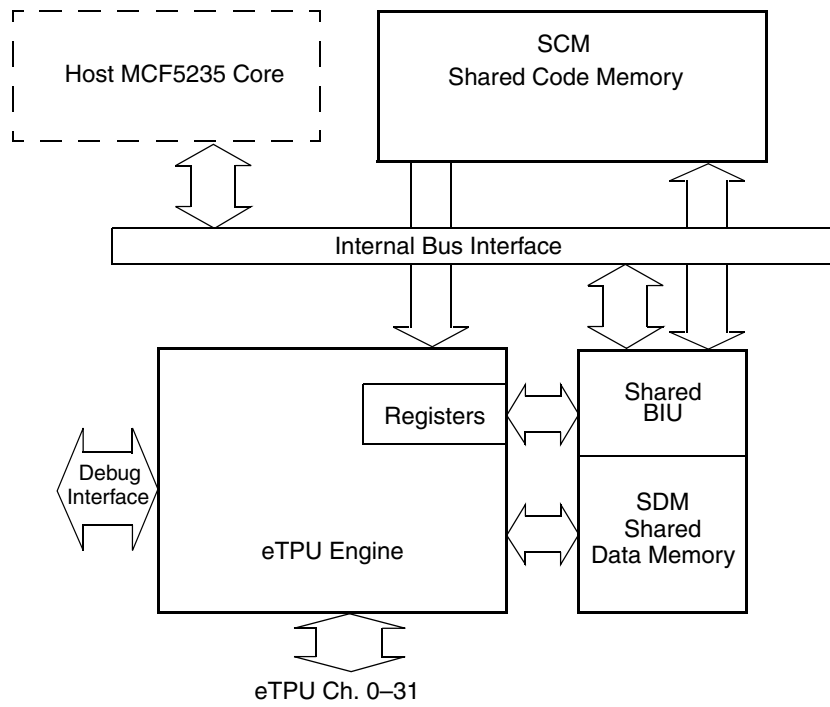 Host MCF5235 Core
SCM
Shared Code Memory
Internal Bus Interface
Registers
Shared
BIU
Debug
Interface
eTPU Engine
SDM
Shared
Data Memory
eTPU Ch. 0–31